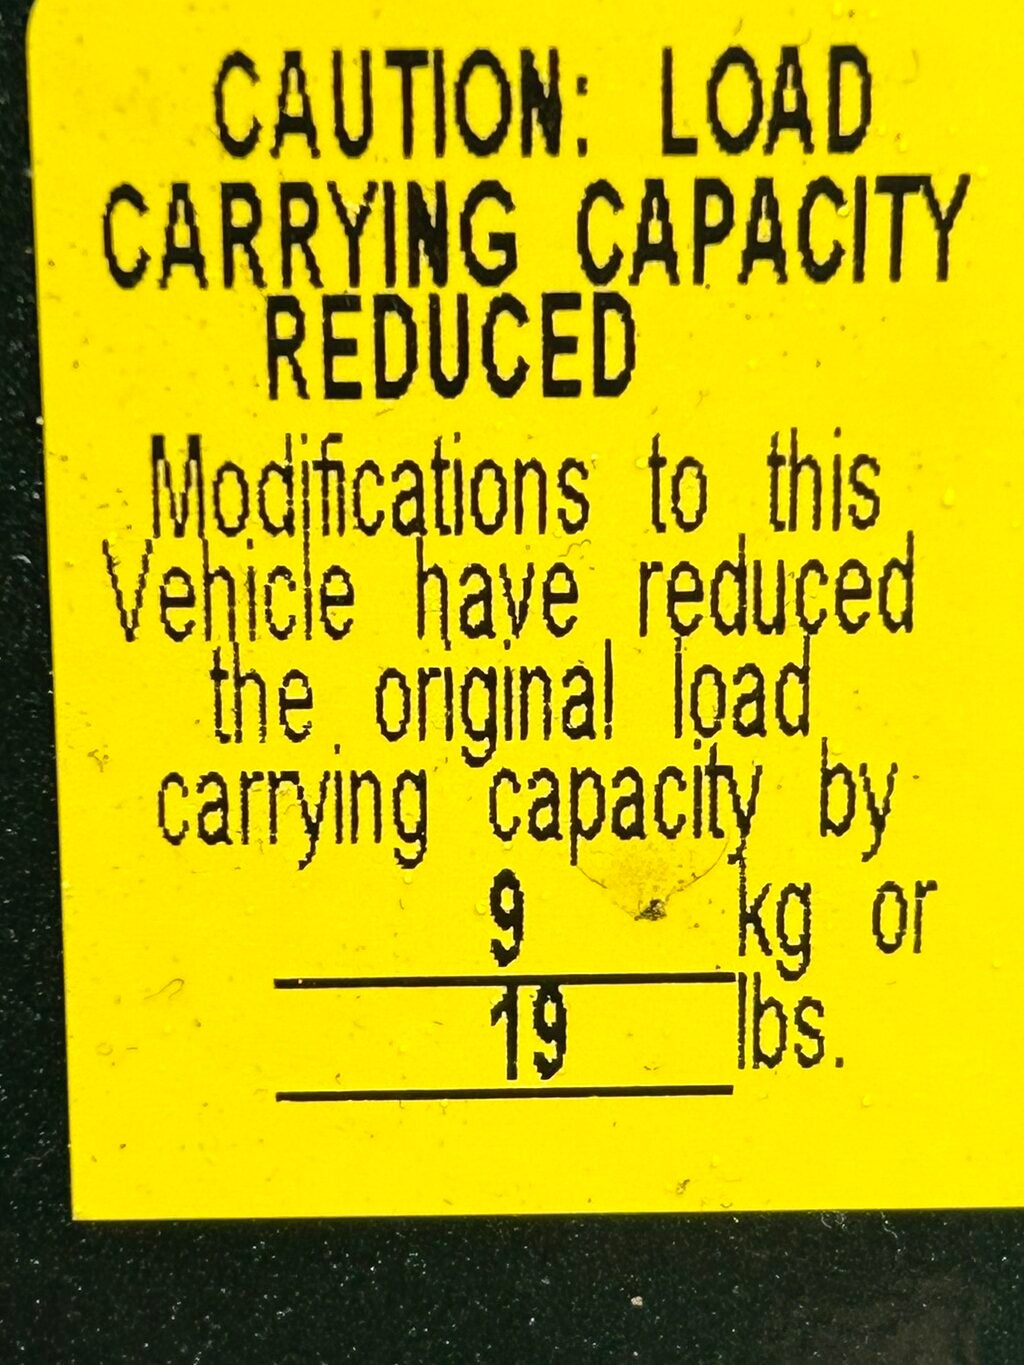 CAUTION: LOAD
CARRYING CAPACITY
REDUCED
Modifications to this
Vehicle have reduced
the original load
carrying capacity by
9 kg or
19 lbs.